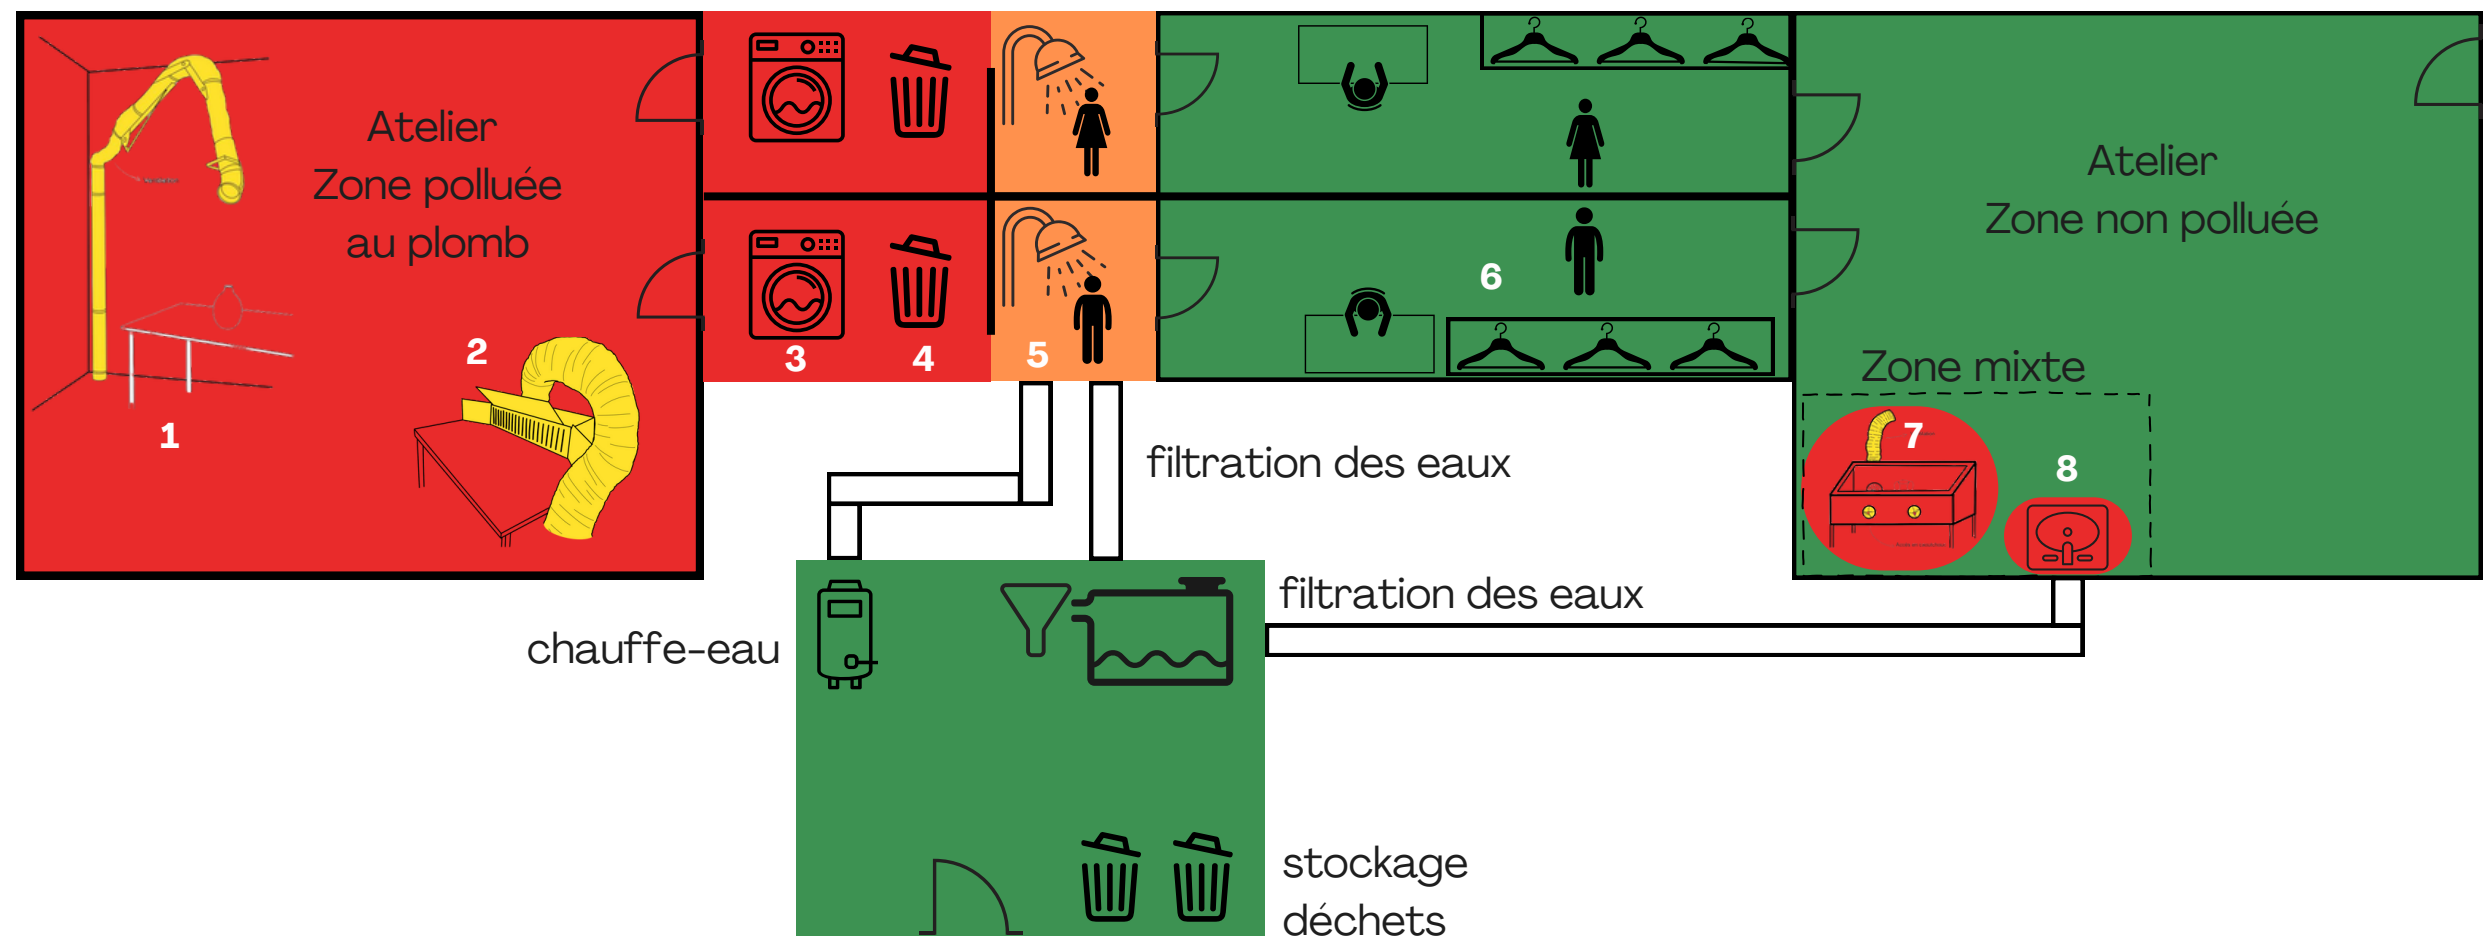 Atelier
Zone polluée
au plomb
1
2
3
4
5
6
Atelier
Zone non polluée
Zone mixte
7
8
filtration des eaux
filtration des eaux
chauffe-eau
stockage
déchets